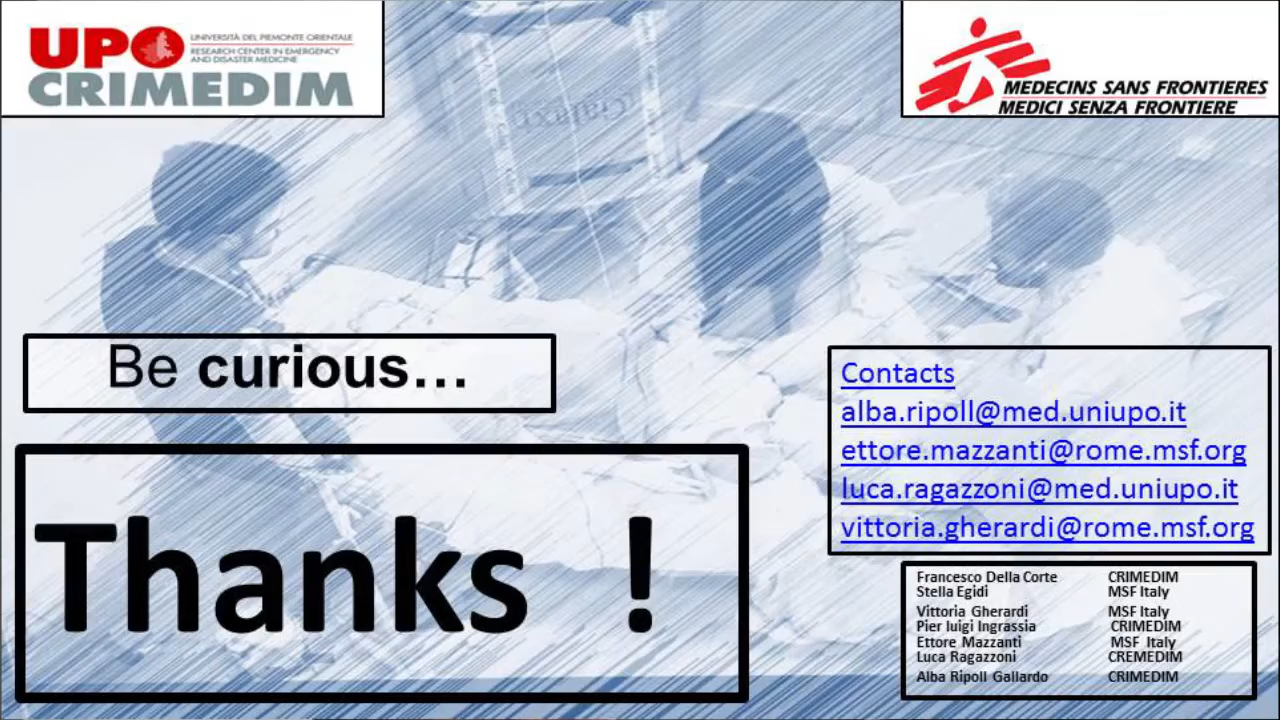 UPO
UNIVERSITÀ DEL PIEMONTE ORIENTALE
RESEARCH CENTER IN EMERGENCY
AND DISASTER MEDICINE
CRIMEDIM
MEDECINS SANS FRONTIERES
MEDICI SENZA FRONTIERE
Be curious…
Thanks !
Contacts
alba.ripoll@med.uniupo.it
ettore.mazzanti@rome.msf.org
luca.ragazzoni@med.uniupo.it
vittoria.gherardi@rome.msf.org
Francesco Della Corte CRIMEDIM
Stella Egidi MSF Italy
Vittoria Gherardi MSF Italy
Pier luigi Ingrassia CRIMEDIM
Ettore Mazzanti MSF Italy
Luca Ragazzoni CREMEDIM
Alba Ripoll Gallardo CRIMEDIM